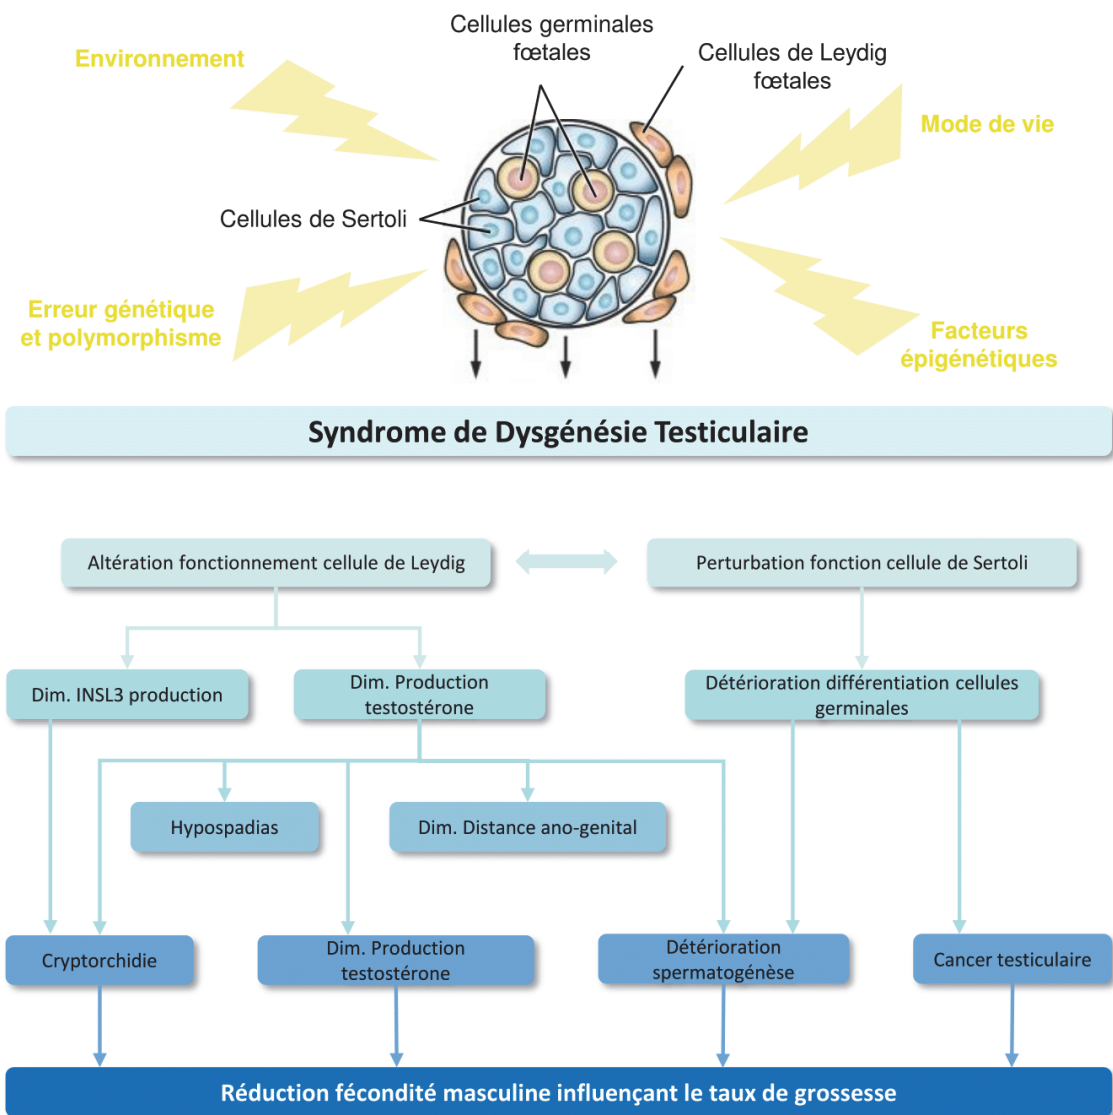 Cellules germinales
fœtales
Cellules de Leydig
fœtales
Environnement
Mode de vie
Cellules de Sertoli
Erreur génétique
et polymorphisme
Facteurs
épigénétiques
Syndrome de Dysgénésie Testiculaire
Altération fonctionnement cellule de Leydig
Perturbation fonction cellule de Sertoli
Dim. INSL3 production
Dim. Production
testostérone
Détérioration différentiation cellules
germinales
Hypospadias
Dim. Distance ano-genital
Cryptorchidie
Dim. Production
testostérone
Détérioration
spermatogénèse
Cancer testiculaire
Réduction fécondité masculine influençant le taux de grossesse